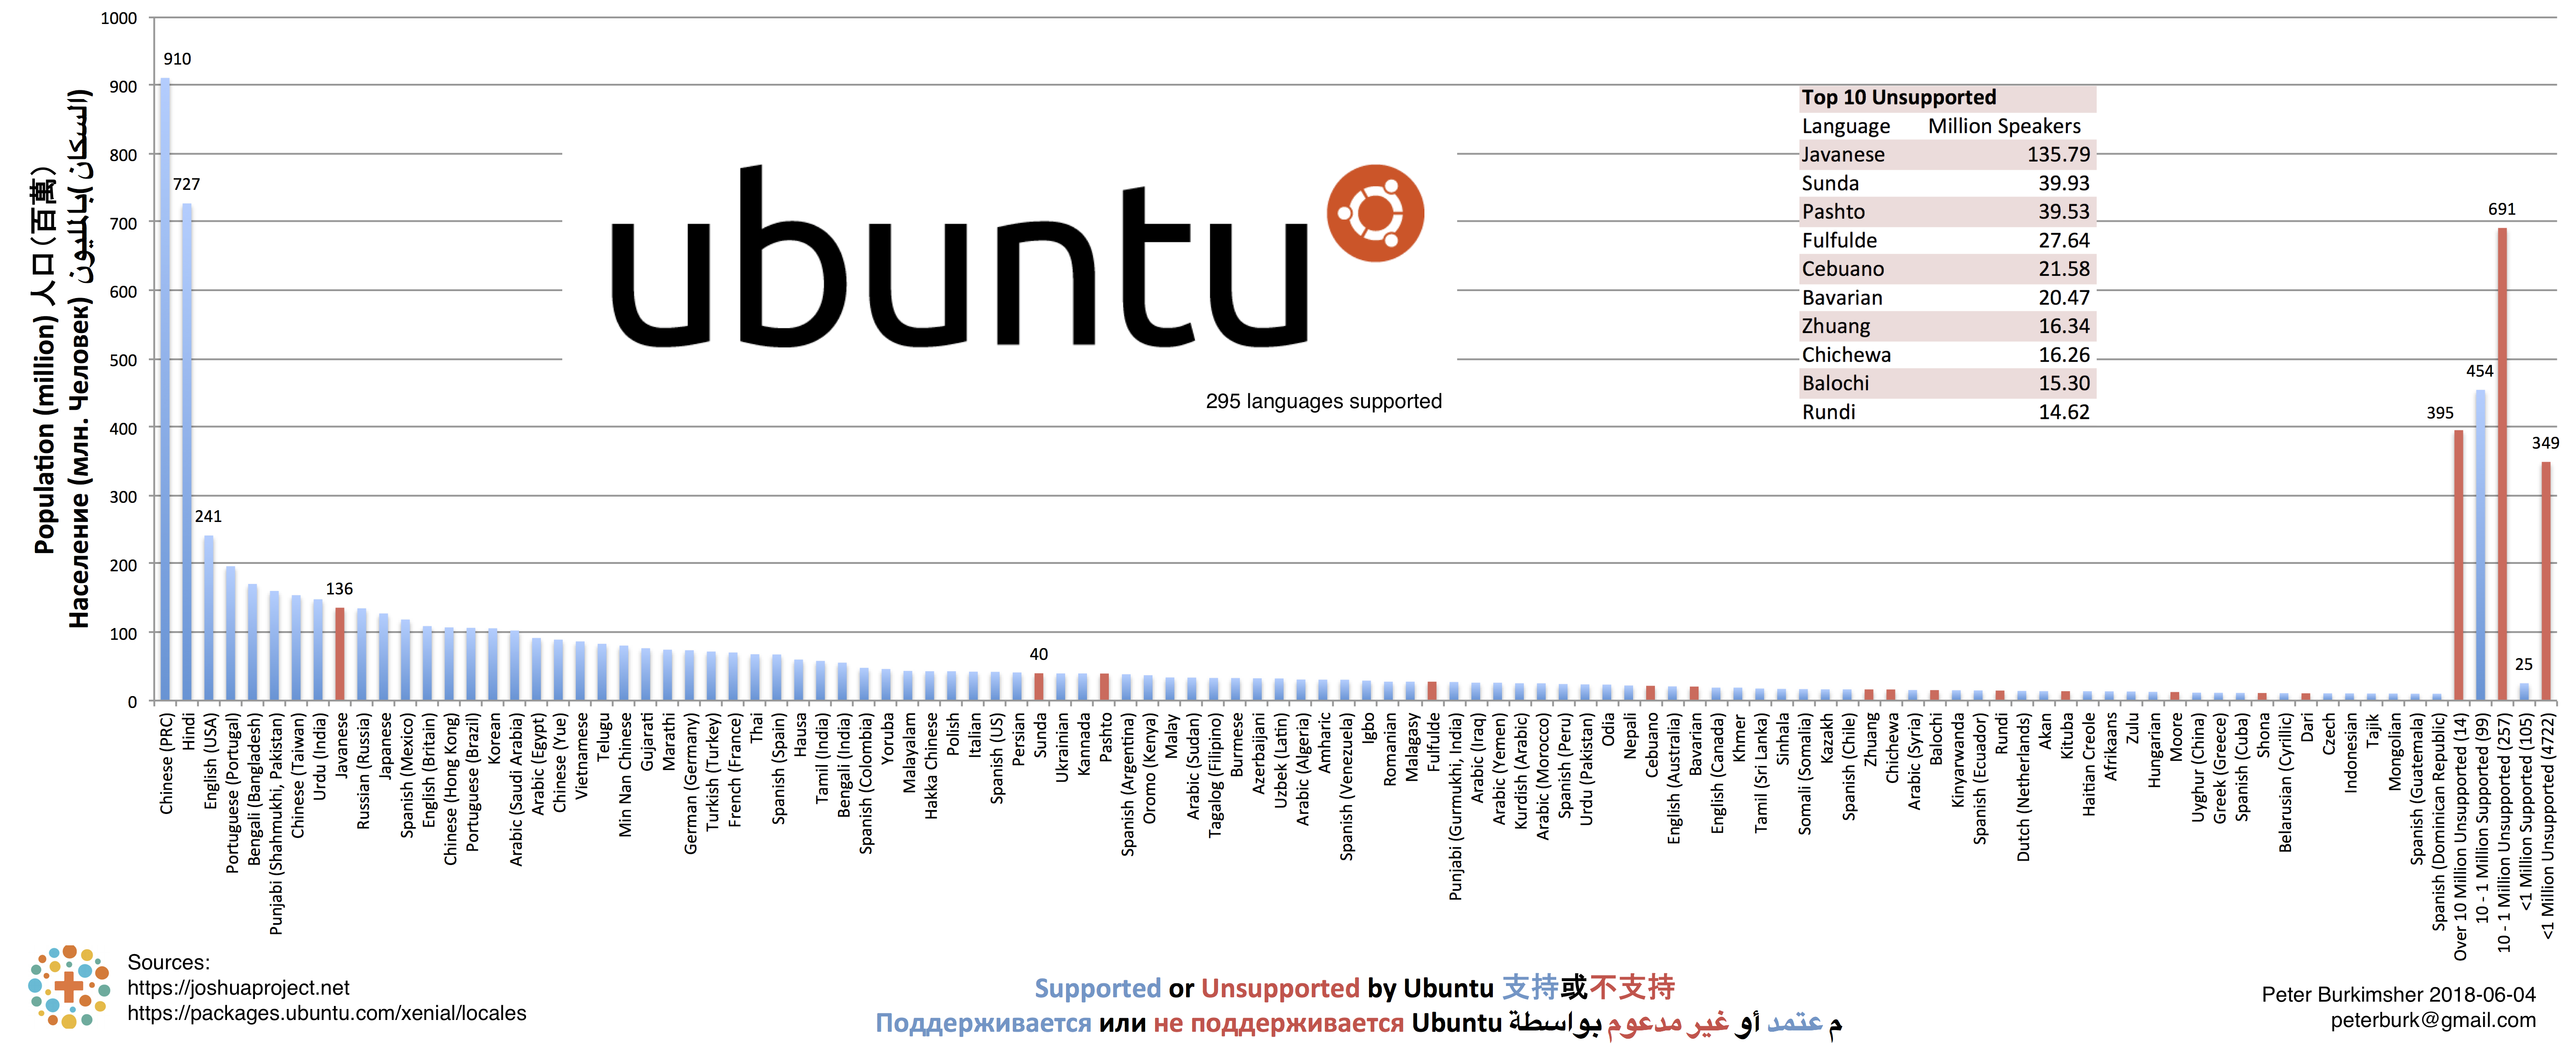 1000
900
800
700
600
500
400
300
200
100
0
Population (million) 人口 (百萬)
Население (млн. Человек) السكان (بالمليون)
910
727
241
136
40
395
454
691
25
349
ubuntu
295 languages supported
Top 10 Unsupported
Language Million Speakers
Javanese 135.79
Sunda 39.93
Pashto 39.53
Fulfulde 27.64
Cebuano 21.58
Bavarian 20.47
Zhuang 16.34
Chichewa 16.26
Balochi 15.30
Rundi 14.62
Chinese (PRC)
Hindi
English (USA)
Portuguese (Portugal)
Bengali (Bangladesh)
Punjabi (Shahmukhi, Pakistan)
Chinese (Taiwan)
Urdu (India)
Javanese
Russian (Russia)
Japanese
Spanish (Mexico)
English (Britain)
Chinese (Hong Kong)
Portuguese (Brazil)
Korean
Arabic (Saudi Arabia)
Arabic (Egypt)
Chinese (Yue)
Vietnamese
Telugu
Min Nan Chinese
Gujarati
Marathi
German (Germany)
Turkish (Turkey)
French (France)
Thai
Spanish (Spain)
Hausa
Tamil (India)
Bengali (India)
Spanish (Colombia)
Yoruba
Malayalam
Hakka Chinese
Polish
Italian
Spanish (US)
Persian
Sunda
Ukrainian
Kannada
Pashto
Spanish (Argentina)
Oromo (Kenya)
Malay
Arabic (Sudan)
Tagalog (Filipino)
Burmese
Azerbaijani
Uzbek (Latin)
Arabic (Algeria)
Amharic
Spanish (Venezuela)
Igbo
Romanian
Malagasy
Fulfulde
Punjabi (Gurmukhi, India)
Arabic (Iraq)
Arabic (Yemen)
Kurdish (Arabic)
Arabic (Morocco)
Spanish (Peru)
Urdu (Pakistan)
Odia
Nepali
Cebuano
English (Australia)
Bavarian
English (Canada)
Khmer
Tamil (Sri Lanka)
Sinhala
Somali (Somalia)
Kazakh
Spanish (Chile)
Zhuang
Chichewa
Arabic (Syria)
Balochi
Kinyarwanda
Spanish (Ecuador)
Rundi
Dutch (Netherlands)
Akan
Kituba
Haitian Creole
Afrikaans
Zulu
Hungarian
Moore
Uyghur (China)
Greek (Greece)
Spanish (Cuba)
Shona
Belarusian (Cyrillic)
Dari
Czech
Indonesian
Tajik
Mongolian
Spanish (Guatemala)
Spanish (Dominican Republic)
Over 10 Million Unsupported (14)
10 - 1 Million Supported (99)
10 - 1 Million Unsupported (257)
<1 Million Supported (105)
<1 Million Unsupported (4722)
Sources:
https://joshuaproject.net
https://packages.ubuntu.com/xenial/locales
Supported or Unsupported by Ubuntu 支持或不支持
Поддерживается или не поддерживается Ubuntu م عتمد أو غير مدعوم بواسطة
Peter Burkimsher 2018-06-04
peterburk@gmail.com